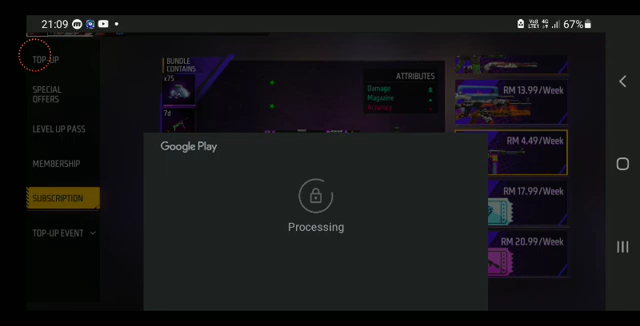 21:09
67%
TOP-UP
SPECIAL
OFFERS
LEVEL UP PASS
MEMBERSHIP
SUBSCRIPTION
TOP-UP EVENT
BUNDLE
CONTAINS
x75
7d
ATTRIBUTES
Damage
Magazine
RM 13.99/Week
RM 4.49/Week
RM 17.99/Week
RM 20.99/Week
Google Play
Processing